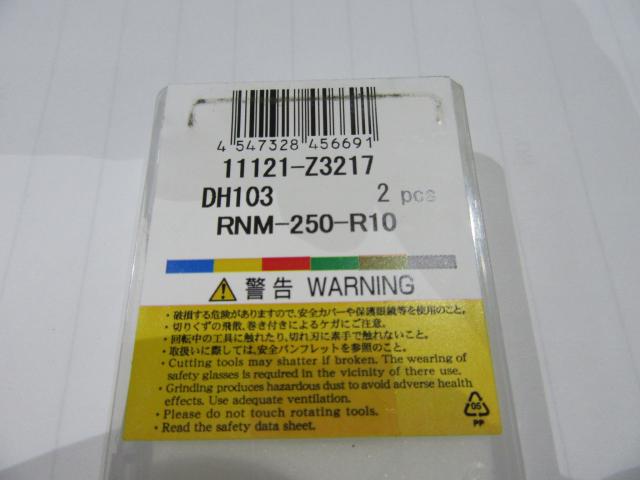 4 547328 456691
11121-Z3217
DH103 2 pcs
RNM-250-R10
警告 WARNING
・破損する危険がありますので、安全カバーや保護眼鏡等を使用のこと。
・切りくずの飛散、巻き付きによるケガにご注意。
・回転中の工具に触れたり、切れ刃に素手で触れないこと。
・取扱いに際しては、安全パンフレットを参照のこと。
・Cutting tools may shatter if broken. The wearing of
safety glasses is required in the vicinity of there use.
・Grinding produces hazardous dust to avoid adverse health
effects. Use adequate ventilation.
・Please do not touch rotating tools.
・Read the safety data sheet.
05
PP